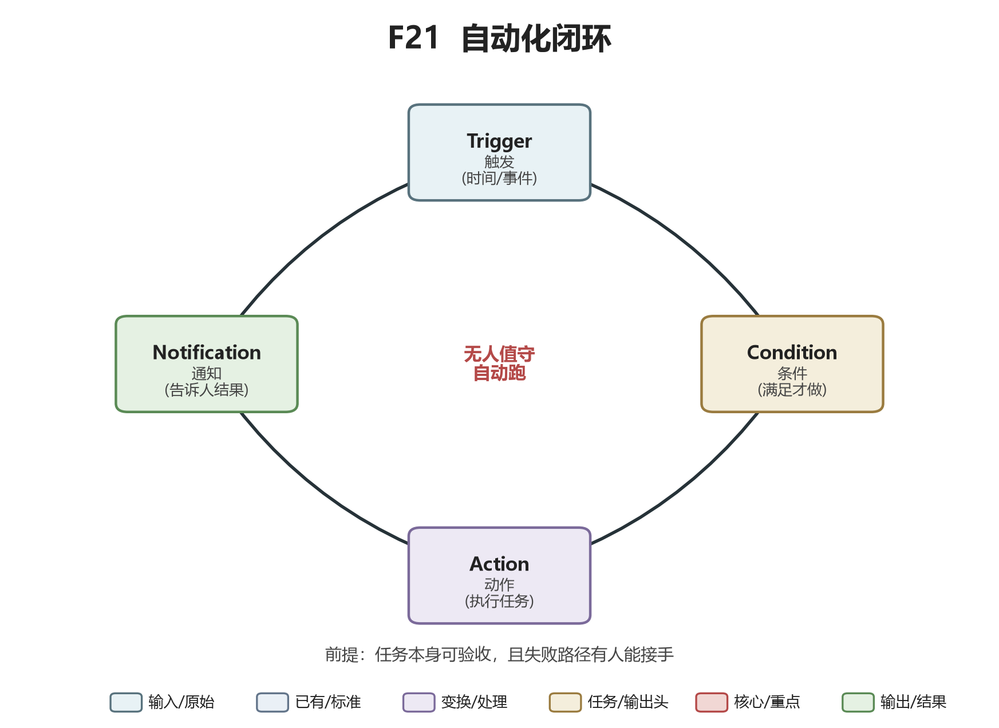 F21 自动化闭环
Trigger
触发
(时间/事件)
Notification
通知
(告诉人结果)
无人值守
自动跑
Condition
条件
(满足才做)
Action
动作
(执行任务)
前提：任务本身可验收，且失败路径有人能接手
输入/原始
已有/标准
变换/处理
任务/输出头
核心/重点
输出/结果